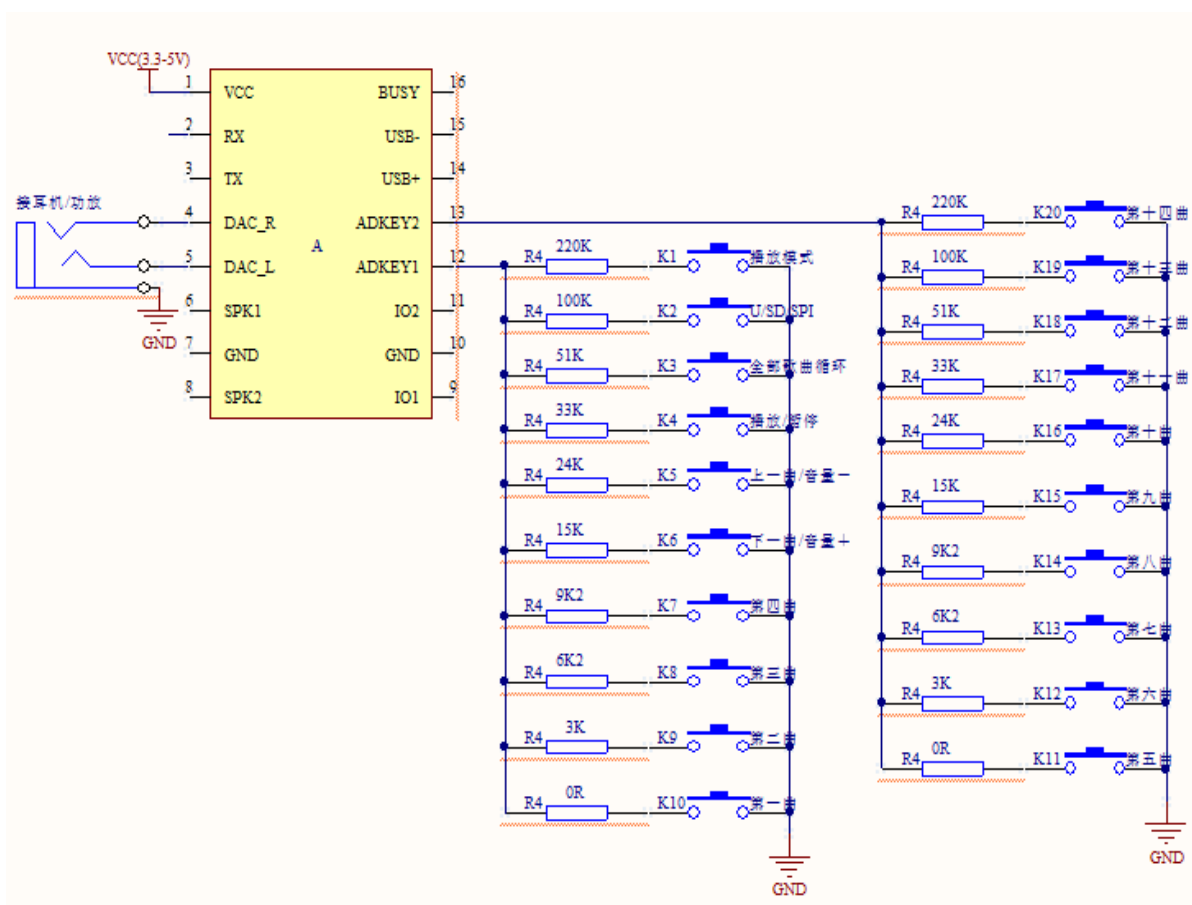 VCC(3.3-5V)
1 VCC BUSY 16
2 RX USB- 15
3 TX USB+ 14
接耳机/功放
4 DAC_R ADKEY2 13
A
5 DAC_L ADKEY1 12
6 SPK1 IO2 11
GND
7 GND GND 10
8 SPK2 IO1 9
R4 220K K1 播放模式
R4 100K K2 U/SD/SPI
R4 51K K3 全部歌曲循环
R4 33K K4 播放/暂停
R4 24K K5 上一曲/音量－
R4 15K K6 下一曲/音量＋
R4 9K2 K7 第四曲
R4 6K2 K8 第三曲
R4 3K K9 第二曲
R4 0R K10 第一曲
GND
R4 220K K20 第十四曲
R4 100K K19 第十三曲
R4 51K K18 第十二曲
R4 33K K17 第十一曲
R4 24K K16 第十曲
R4 15K K15 第九曲
R4 9K2 K14 第八曲
R4 6K2 K13 第七曲
R4 3K K12 第六曲
R4 0R K11 第五曲
GND